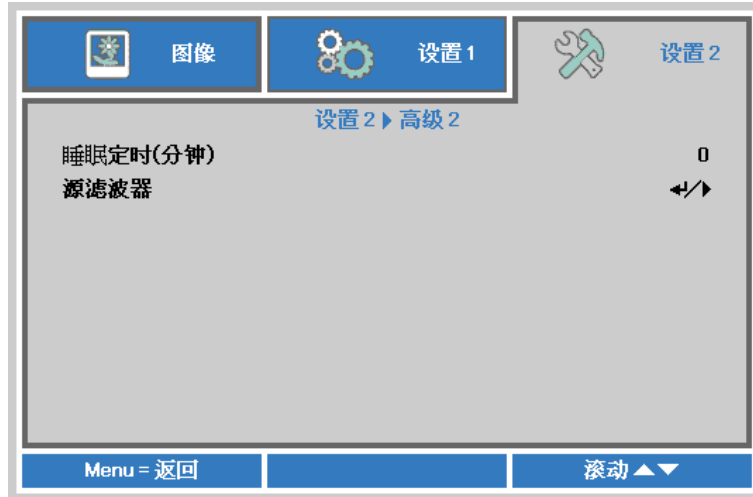 图像 设置1 设置2
设置2▶高级2
睡眠定时(分钟) 0
源滤波器 ↵/▶
Menu = 返回 滚动▲▼